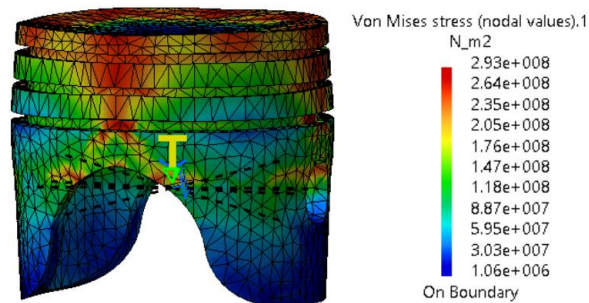 Von Mises stress (nodal values).1
N_m2
2.93e+008
2.64e+008
2.35e+008
2.05e+008
1.76e+008
1.47e+008
1.18e+008
8.87e+007
5.95e+007
3.03e+007
1.06e+006
On Boundary